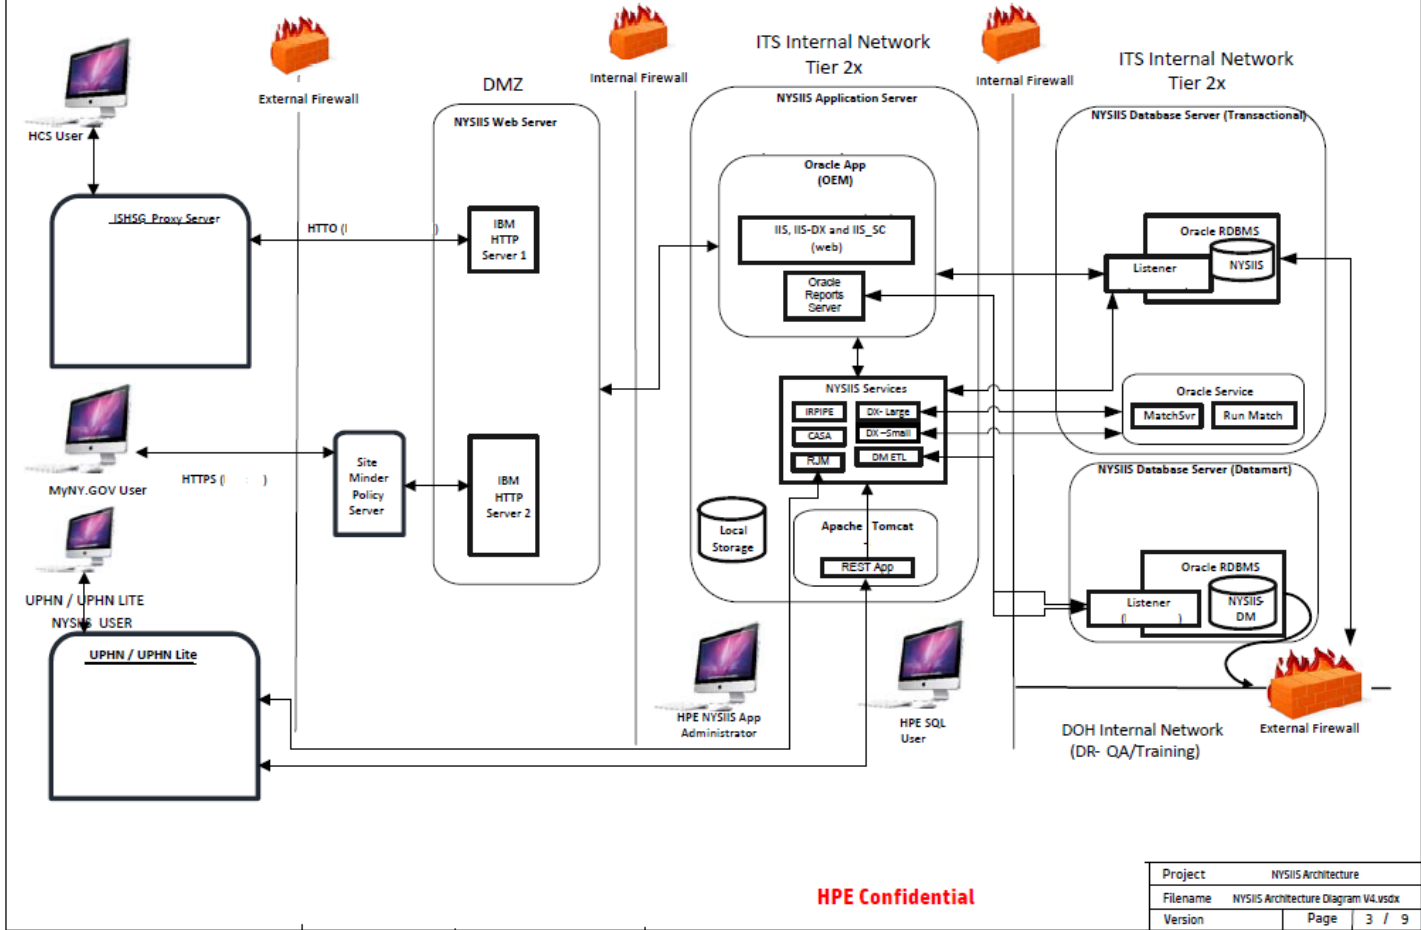 ITS Internal Network
Tier 2x
ITS Internal Network
Tier 2x
External Firewall
DMZ
Internal Firewall
Internal Firewall
NYSIIS Application Server
NYSIIS Web Server
NYSIIS Database Server (Transactional)
HCS User
ISHSG Proxy Server
HTTO (
)
IBM
HTTP
Server 1
Oracle App
(OEM)
IIS, IIS-DX and IIS_SC
(web)
Oracle
Reports
Server
Oracle RDBMS
NYSIIS
Listener
NYSIIS Services
IRPIPE
DX- Large
CASA
DX –Small
RJM
DM ETL
Oracle Service
MatchSvr
Run Match
MyNY.GOV User
HTTPS (
:
)
Site
Minder
Policy
Server
IBM
HTTP
Server 2
Local
Storage
Apache Tomcat
REST App
NYSIIS Database Server (Datamart)
Oracle RDBMS
NYSIIS-
DM
Listener
(
)
UPHN / UPHN LITE
NYSIIS USER
UPHN / UPHN Lite
HPE NYSIIS App
Administrator
HPE SQL
User
DOH Internal Network
(DR- QA/Training)
External Firewall
HPE Confidential
Project NYSIIS Architecture
Filename NYSIIS Architecture Diagram V4.vsdx
Version Page 3 / 9